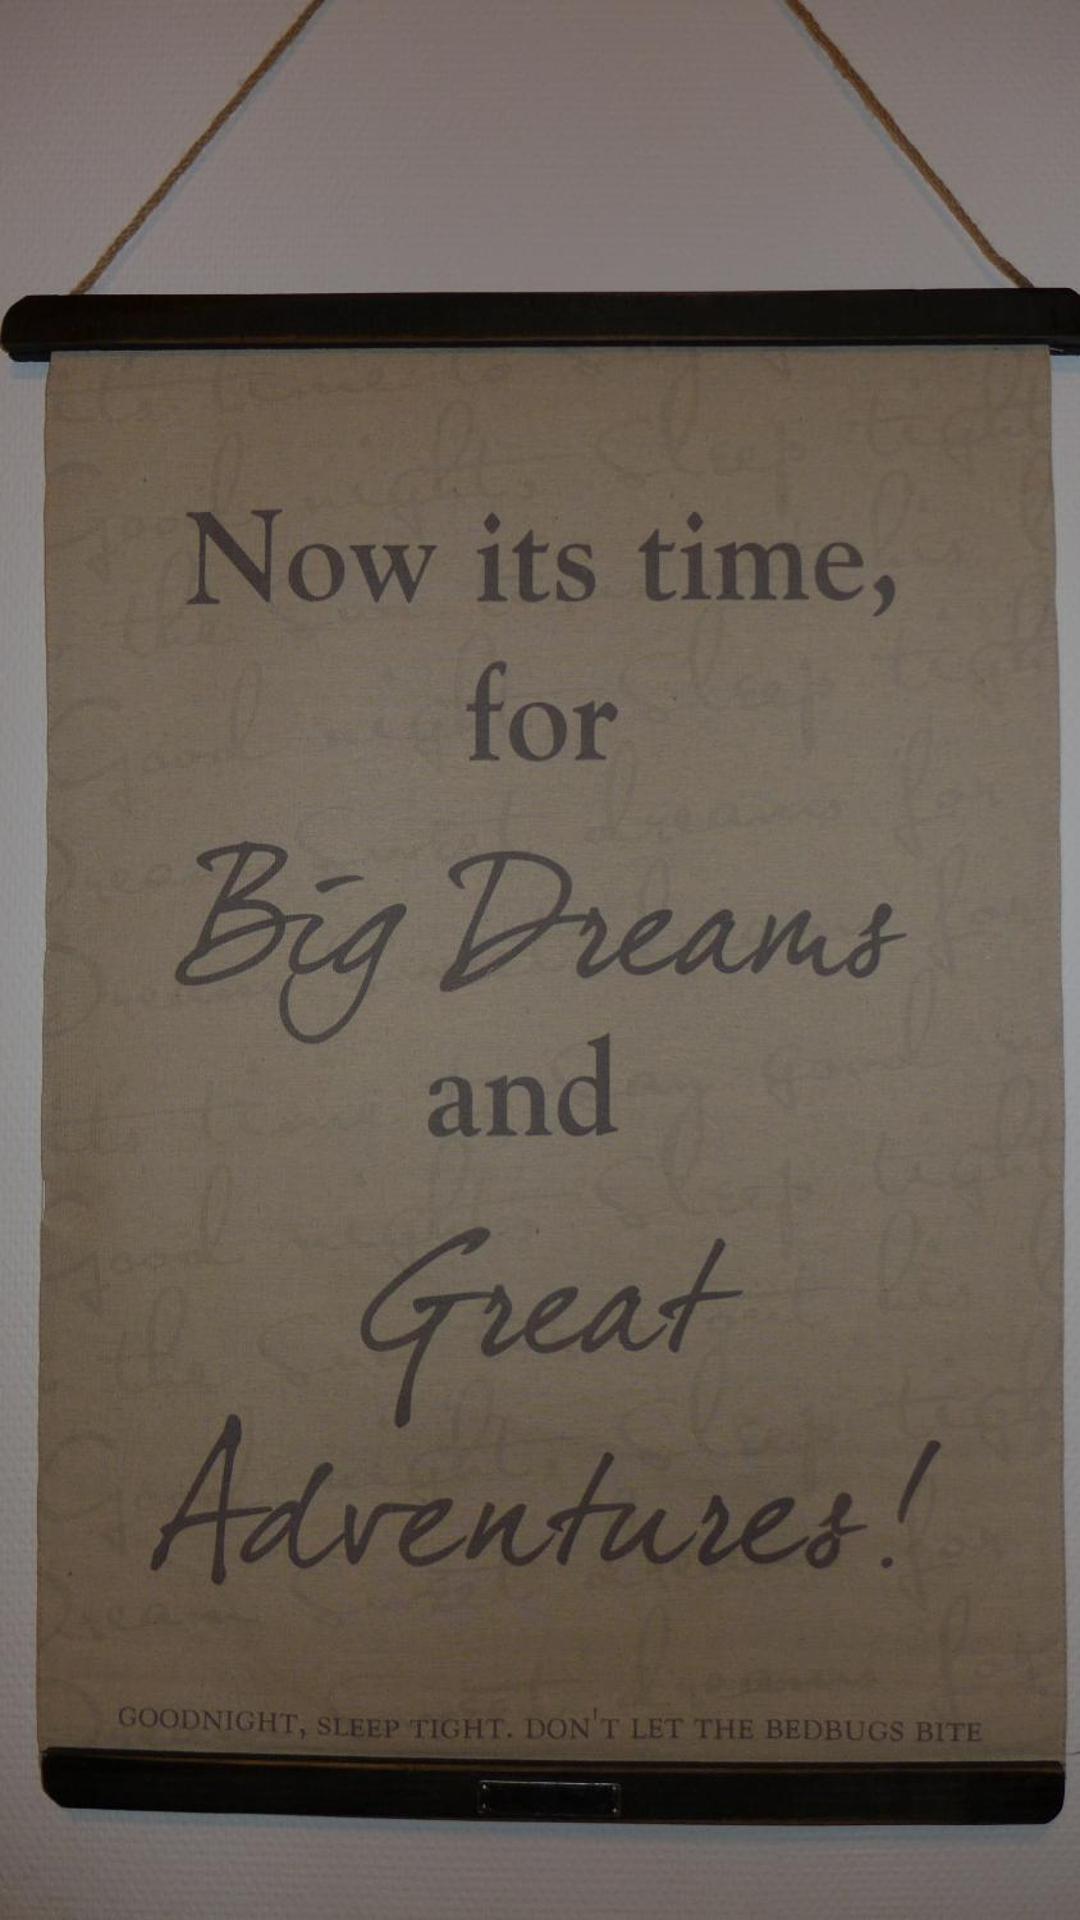 Now its time,
for
Big Dreams
and
Great
Adventures!
GOODNIGHT, SLEEP TIGHT. DON'T LET THE BEDBUGS BITE